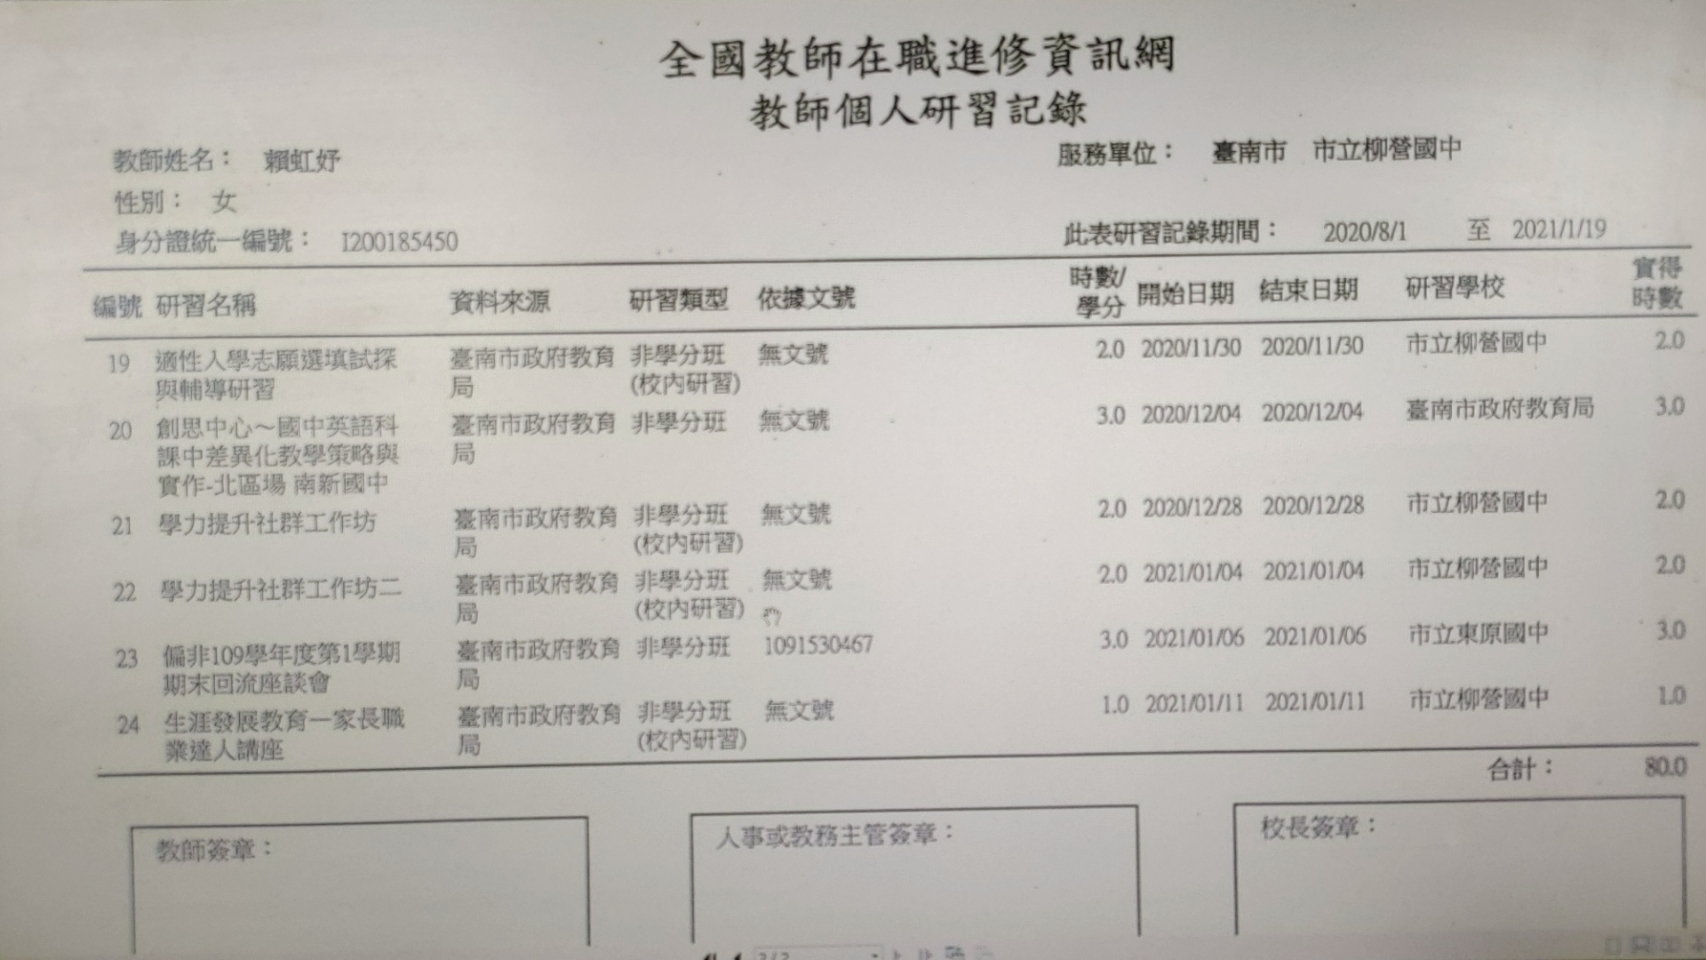 全國教師在職進修資訊網
教師個人研習記錄
教師姓名： 賴虹妤 服務單位： 臺南市 市立柳營國中
性別： 女
身分證統一編號： I200185450 此表研習記錄期間： 2020/8/1 至 2021/1/19
編號 研習名稱 資料來源 研習類型 依據文號 時數/ 開始日期 結束日期 研習學校 實得
學分 時數
19 適性入學志願選填試探 臺南市政府教育 非學分班 無文號 2.0 2020/11/30 2020/11/30 市立柳營國中 2.0
與輔導研習 局 (校內研習)
20 創思中心～國中英語科 臺南市政府教育 非學分班 無文號 3.0 2020/12/04 2020/12/04 臺南市政府教育局 3.0
課中差異化教學策略與 局
實作-北區場 南新國中
21 學力提升社群工作坊 臺南市政府教育 非學分班 無文號 2.0 2020/12/28 2020/12/28 市立柳營國中 2.0
局 (校內研習)
22 學力提升社群工作坊二 臺南市政府教育 非學分班 無文號 2.0 2021/01/04 2021/01/04 市立柳營國中 2.0
局 (校內研習)
23 偏非109學年度第1學期 臺南市政府教育 非學分班 1091530467 3.0 2021/01/06 2021/01/06 市立東原國中 3.0
期末回流座談會 局
24 生涯發展教育—家長職 臺南市政府教育 非學分班 無文號 1.0 2021/01/11 2021/01/11 市立柳營國中 1.0
業達人講座 局 (校內研習)
合計： 80.0
教師簽章： 人事或教務主管簽章： 校長簽章：